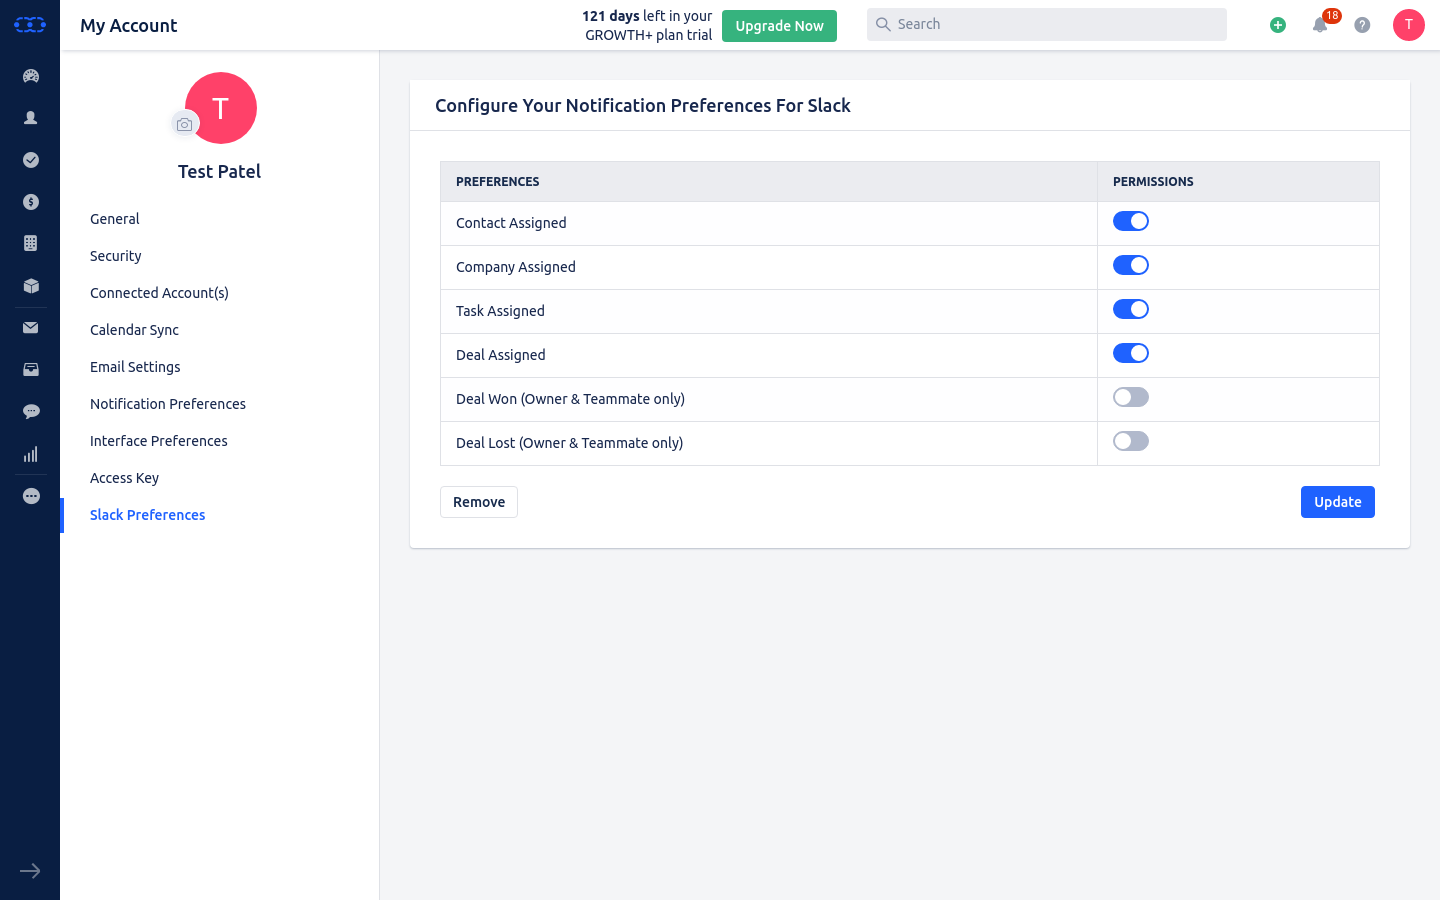 My Account
121 days left in your
GROWTH+ plan trial
Upgrade Now
Search
18
T
T
Test Patel
General
Security
Connected Account(s)
Calendar Sync
Email Settings
Notification Preferences
Interface Preferences
Access Key
Slack Preferences
Configure Your Notification Preferences For Slack
PREFERENCES PERMISSIONS
Contact Assigned
Company Assigned
Task Assigned
Deal Assigned
Deal Won (Owner & Teammate only)
Deal Lost (Owner & Teammate only)
Remove Update